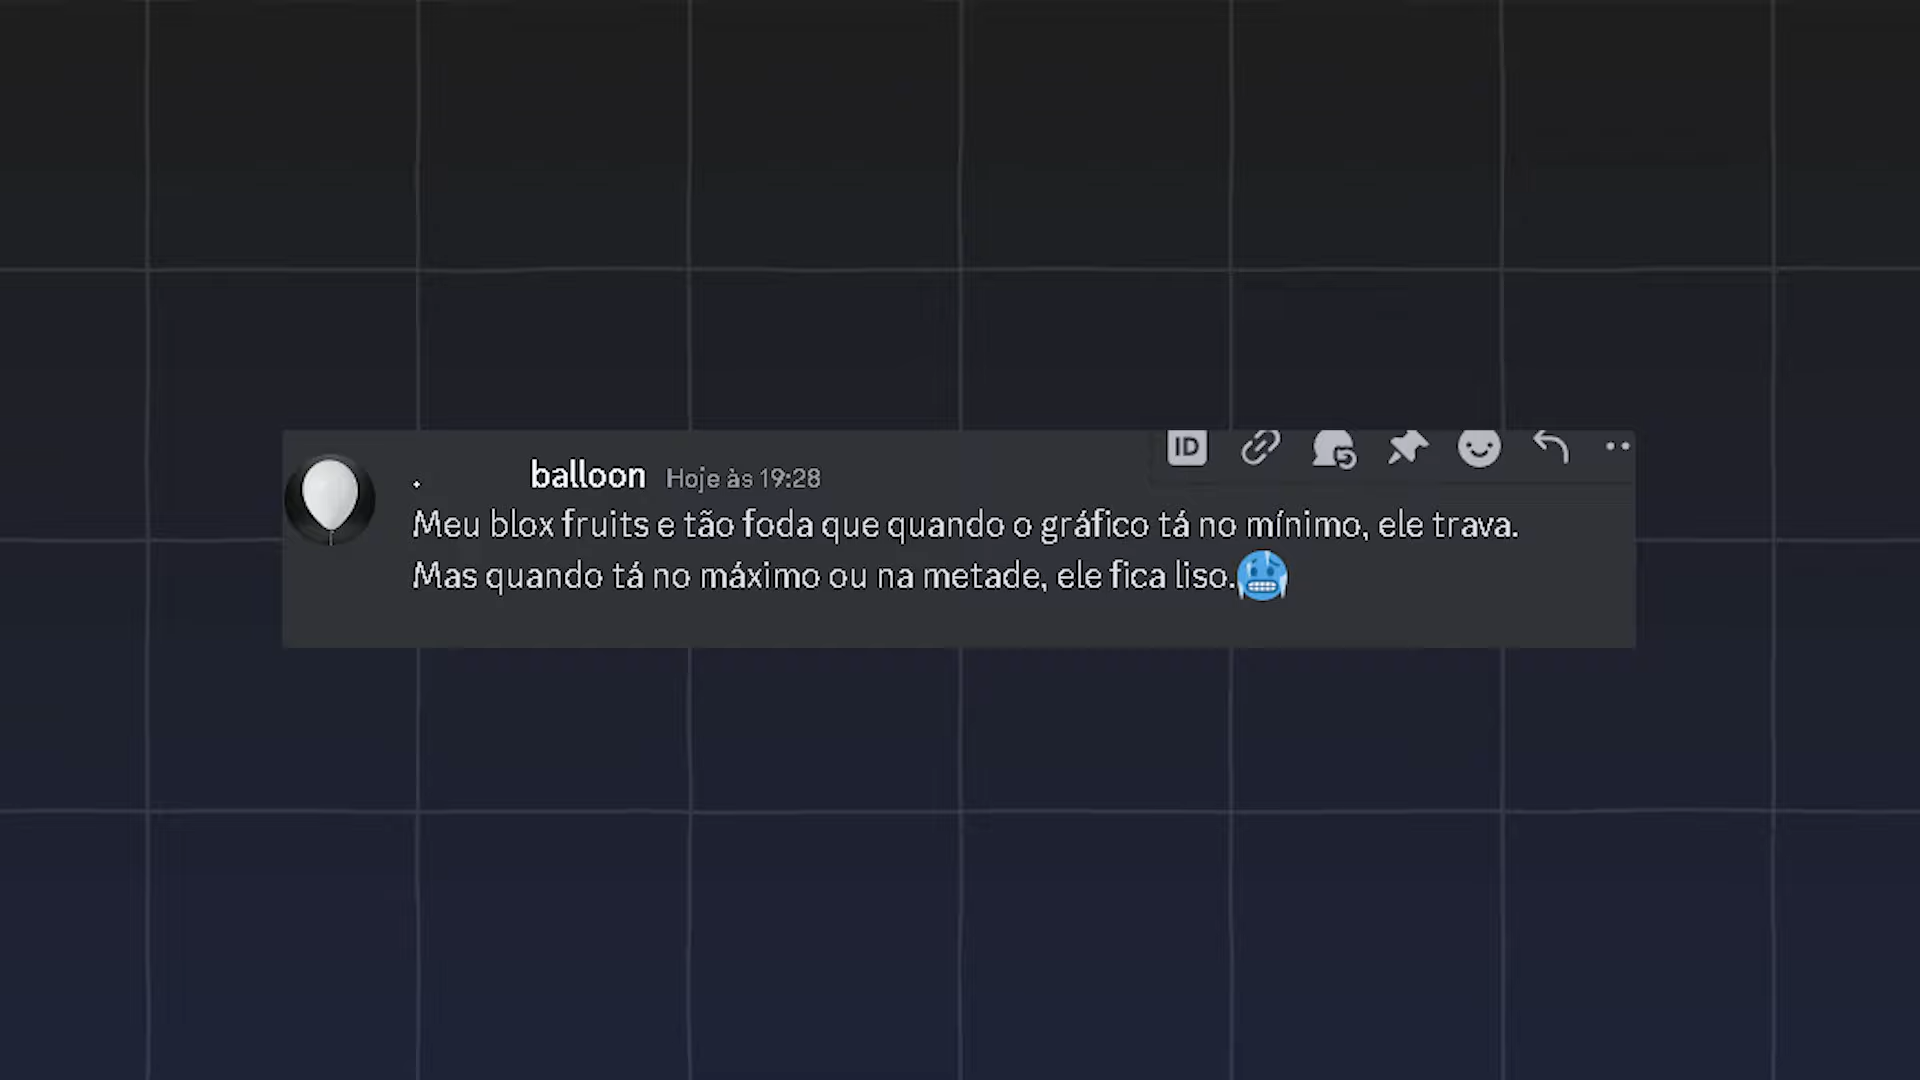 ID
. balloon Hoje às 19:28
Meu blox fruits e tão foda que quando o gráfico tá no mínimo, ele trava.
Mas quando tá no máximo ou na metade, ele fica liso.🥶